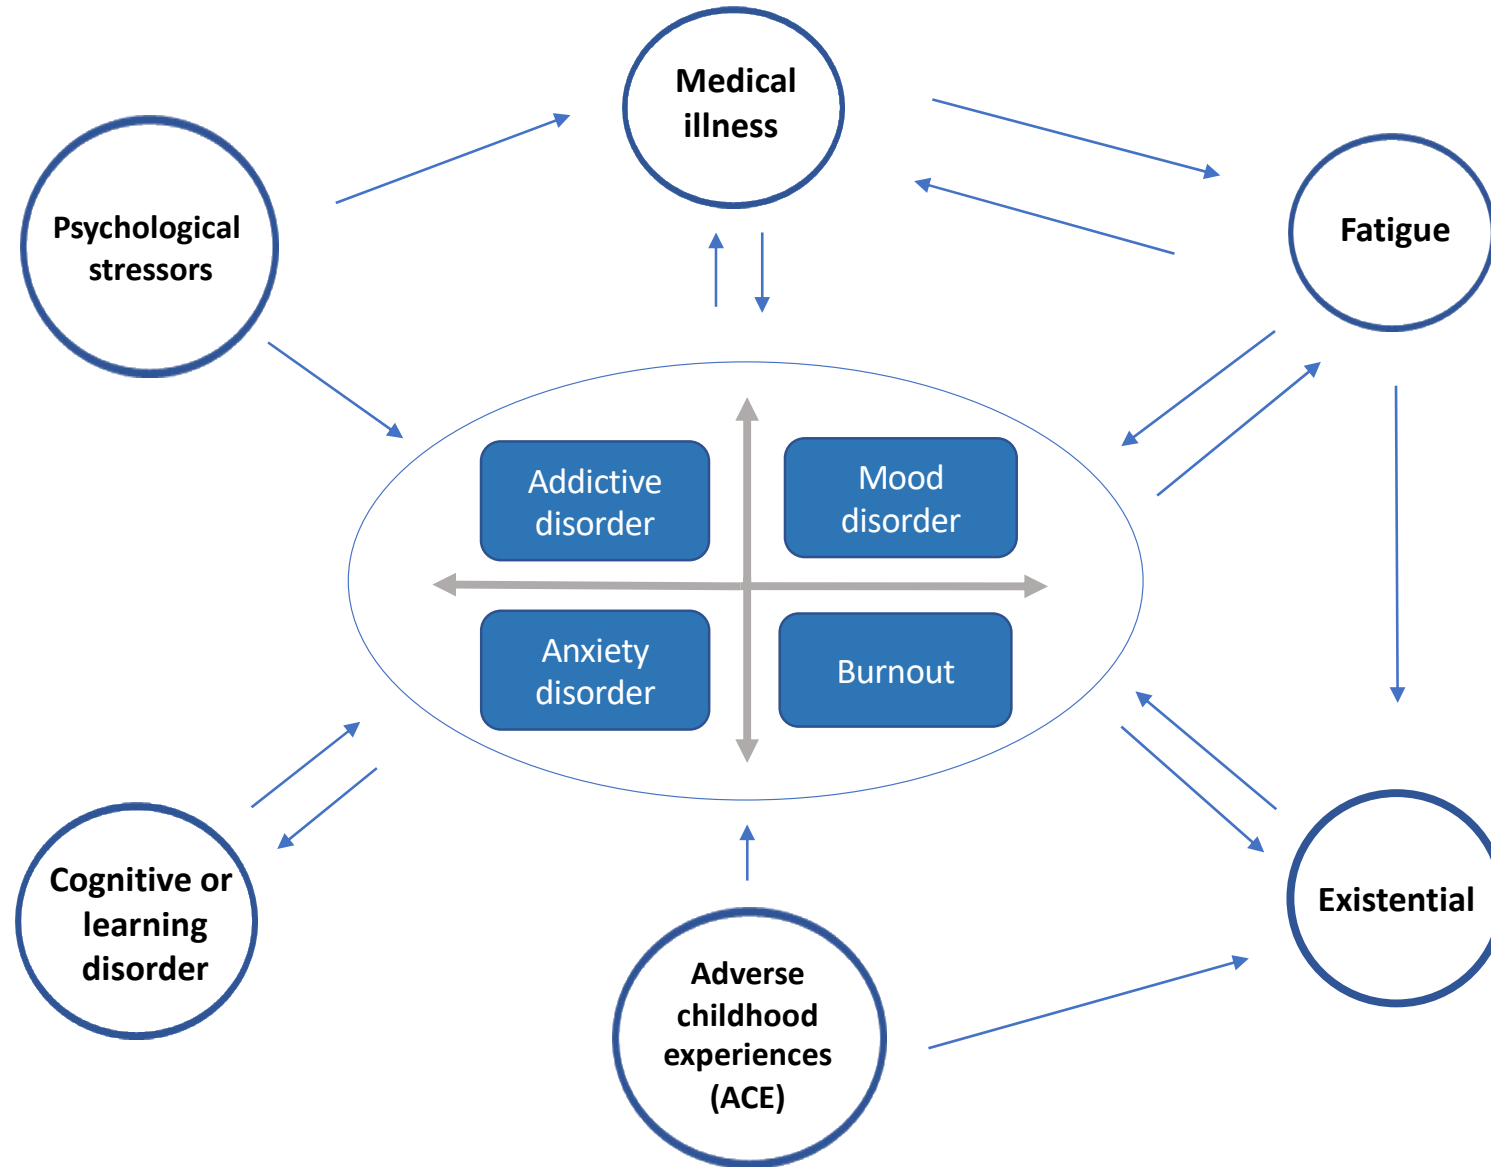 Medical
illness
Psychological
stressors
Fatigue
Addictive
disorder
Mood
disorder
Anxiety
disorder
Burnout
Cognitive or
learning
disorder
Adverse
childhood
experiences
(ACE)
Existential